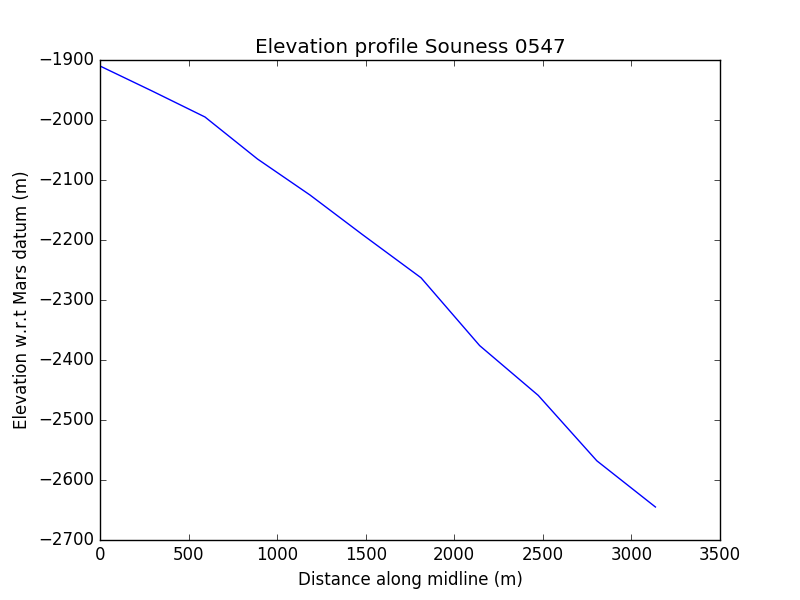 Elevation profile Souness 0547
−1900
−2000
−2100
−2200
−2300
−2400
−2500
−2600
−2700
Elevation w.r.t Mars datum (m)
0 500 1000 1500 2000 2500 3000 3500
Distance along midline (m)